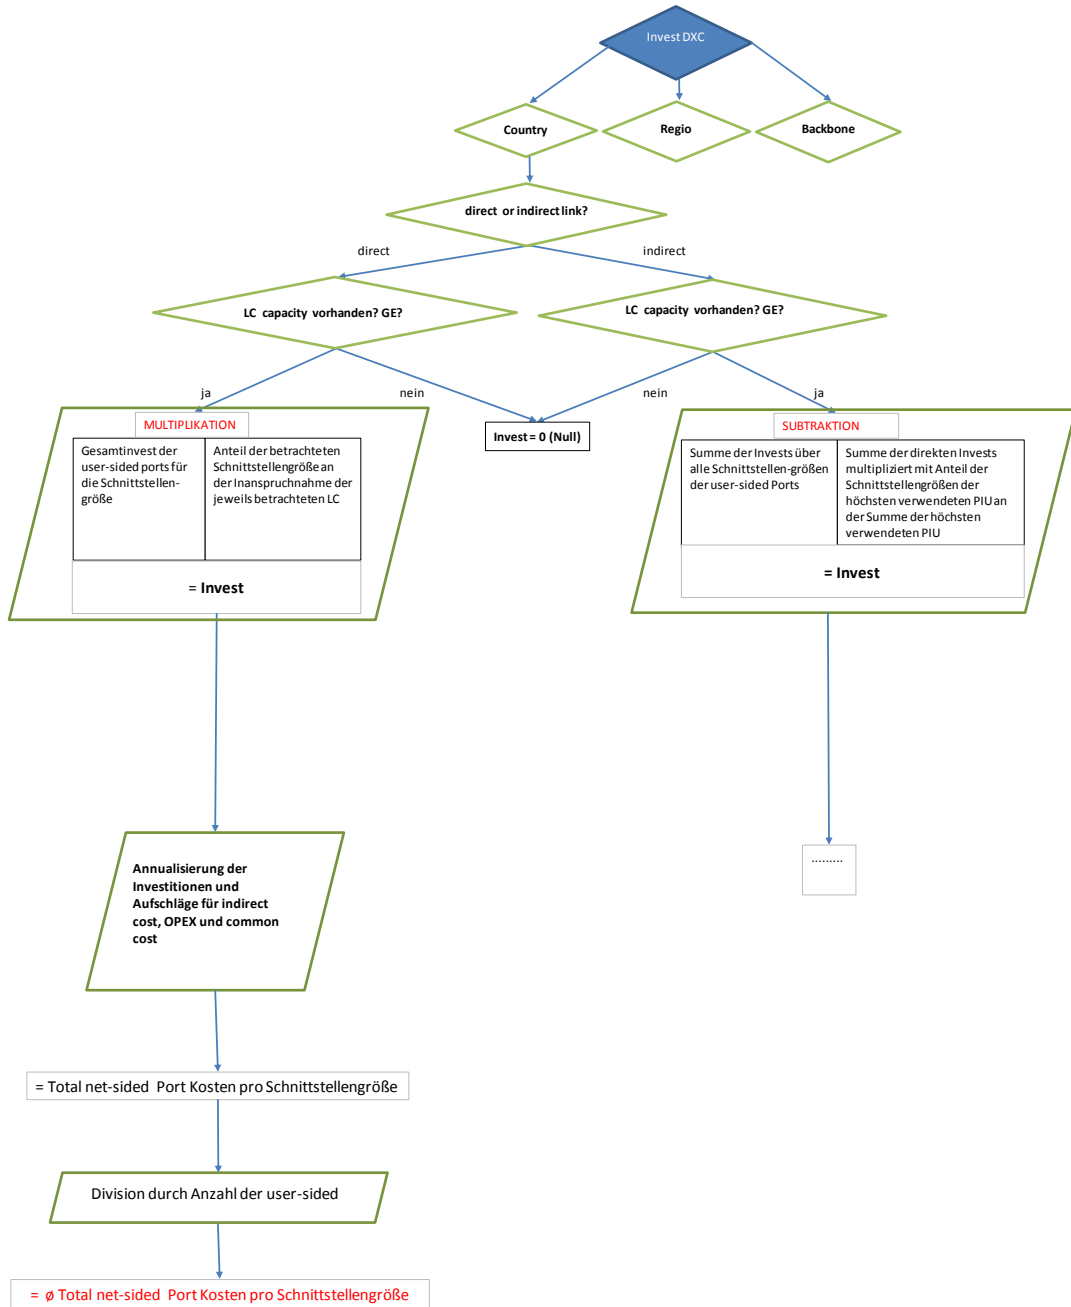 Invest DXC
Country
Regio
Backbone
direct or indirect link?
direct
indirect
LC capacity vorhanden? GE?
LC capacity vorhanden? GE?
ja
nein
nein
ja
MULTIPLIKATION
Gesamtinvest der
user-sided ports für
die Schnittstellen-
größe
Anteil der betrachteten
Schnittstellengröße an
der Inanspruchnahme der
jeweils betrachteten LC
= Invest
Invest = 0 (Null)
SUBTRAKTION
Summe der Invests über
alle Schnittstellen-größen
der user-sided Ports
Summe der direkten Invests
multipliziert mit Anteil der
Schnittstellengrößen der
höchsten verwendeten PIU an
der Summe der höchsten
verwendeten PIU
= Invest
Annualisierung der
Investitionen und
Aufschläge für indirect
cost, OPEX und common
cost
.........
= Total net-sided Port Kosten pro Schnittstellengröße
Division durch Anzahl der user-sided
= ø Total net-sided Port Kosten pro Schnittstellengröße